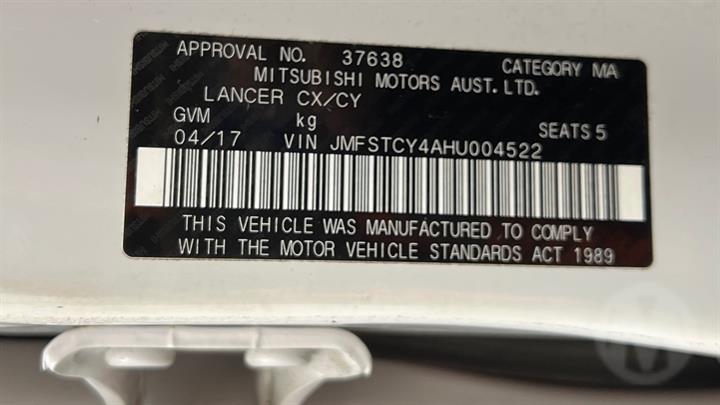 APPROVAL NO. 37638 CATEGORY MA
MITSUBISHI MOTORS AUST. LTD.
LANCER CX/CY
GVM kg SEATS 5
04/17 VIN JMFSTCY4AHU004522
THIS VEHICLE WAS MANUFACTURED TO COMPLY
WITH THE MOTOR VEHICLE STANDARDS ACT 1989